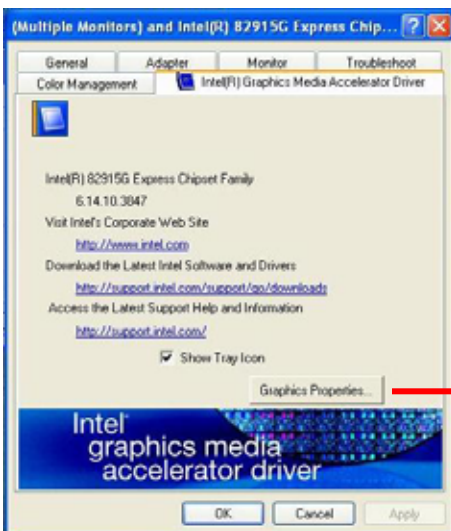 (Multiple Monitors) and Intel(R) 82915G Express Chip...
General Adapter Monitor Troubleshoot
Color Management Intel(R) Graphics Media Accelerator Driver
Intel(R) 82915G Express Chipset Family
6.14.10.3847
Visit Intel's Corporate Web Site
http://www.intel.com
Download the Latest Intel Software and Drivers
http://support.intel.com/support/go/downloads
Access the Latest Support Help and Information
http://support.intel.com/
Show Tray Icon
Graphics Properties...
Intel
graphics media
accelerator driver
OK Cancel Apply